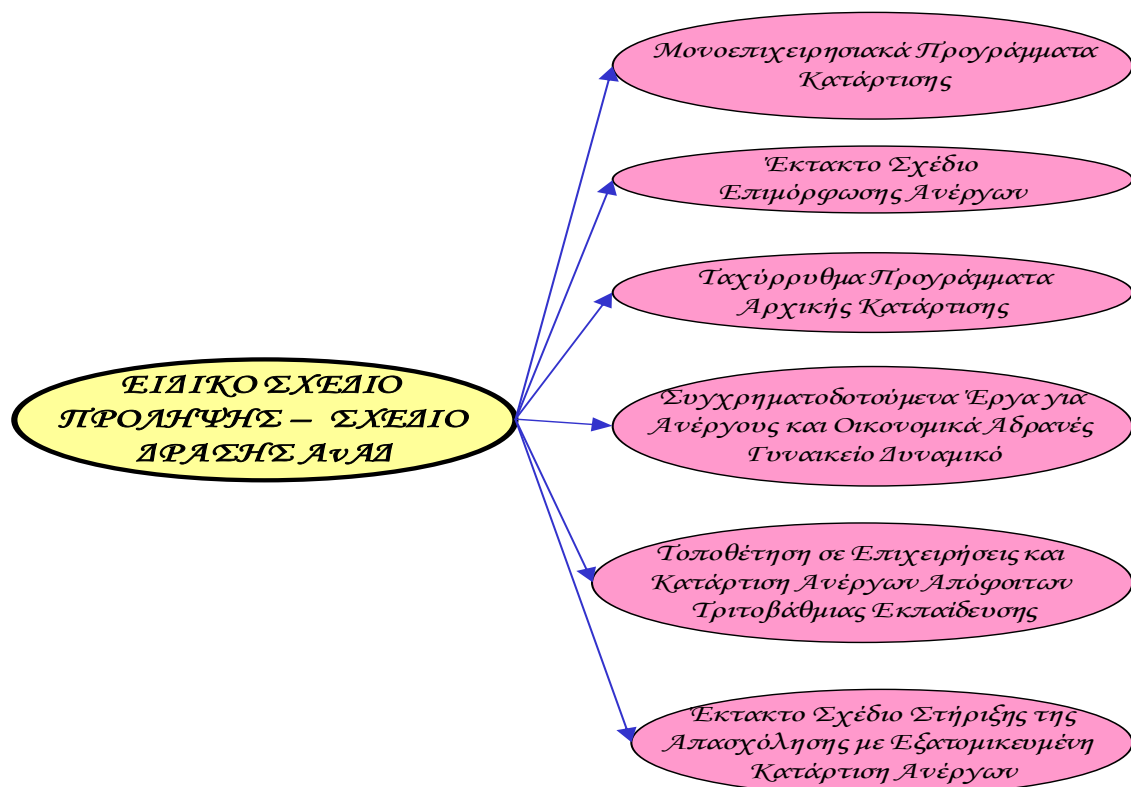 Μονοεπιχειρησιακά Προγράμματα
Κατάρτισης
Έκτακτο Σχέδιο
Επιμόρφωσης Ανέργων
Ταχύρρυθμα Προγράμματα
Αρχικής Κατάρτισης
ΕΙΔΙΚΟ ΣΧΕΔΙΟ
ΠΡΟΛΗΨΗΣ – ΣΧΕΔΙΟ
ΔΡΑΣΗΣ ΑνΑΔ
Συγχρηματοδοτούμενα Έργα για
Ανέργους και Οικονομικά Αδρανές
Γυναικείο Δυναμικό
Τοποθέτηση σε Επιχειρήσεις και
Κατάρτιση Ανέργων Απόφοιτων
Τριτοβάθμιας Εκπαίδευσης
Έκτακτο Σχέδιο Στήριξης της
Απασχόλησης με Εξατομικευμένη
Κατάρτιση Ανέργων